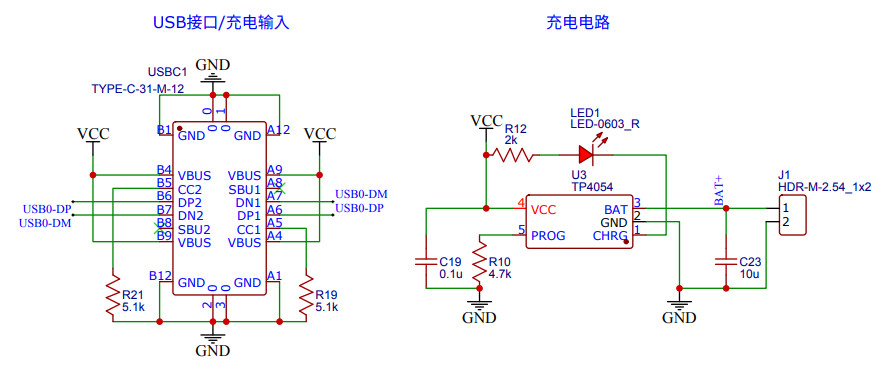 USB接口/充电输入
充电电路
GND
USBC1
TYPE-C-31-M-12
0 1
0 0
B1 GND GND A12
VCC VCC
B4 VBUS VBUS A9
B5 CC2 SBU1 A8
B6 DP2 DN1 A7
B7 DN2 DP1 A6
B8 SBU2 CC1 A5
B9 VBUS VBUS A4
USB0-DP
USB0-DM
USB0-DM
USB0-DP
B12 GND GND A1
0 0
2 3
R21
5.1k
R19
5.1k
GND
VCC
R12
2k
LED1
LED-0603_R
U3
TP4054
4 VCC BAT 3
GND 2
5 PROG CHRG 1
C19
0.1u
R10
4.7k
GND
GND
BAT+
C23
10u
J1
HDR-M-2.54_1x2
1
2